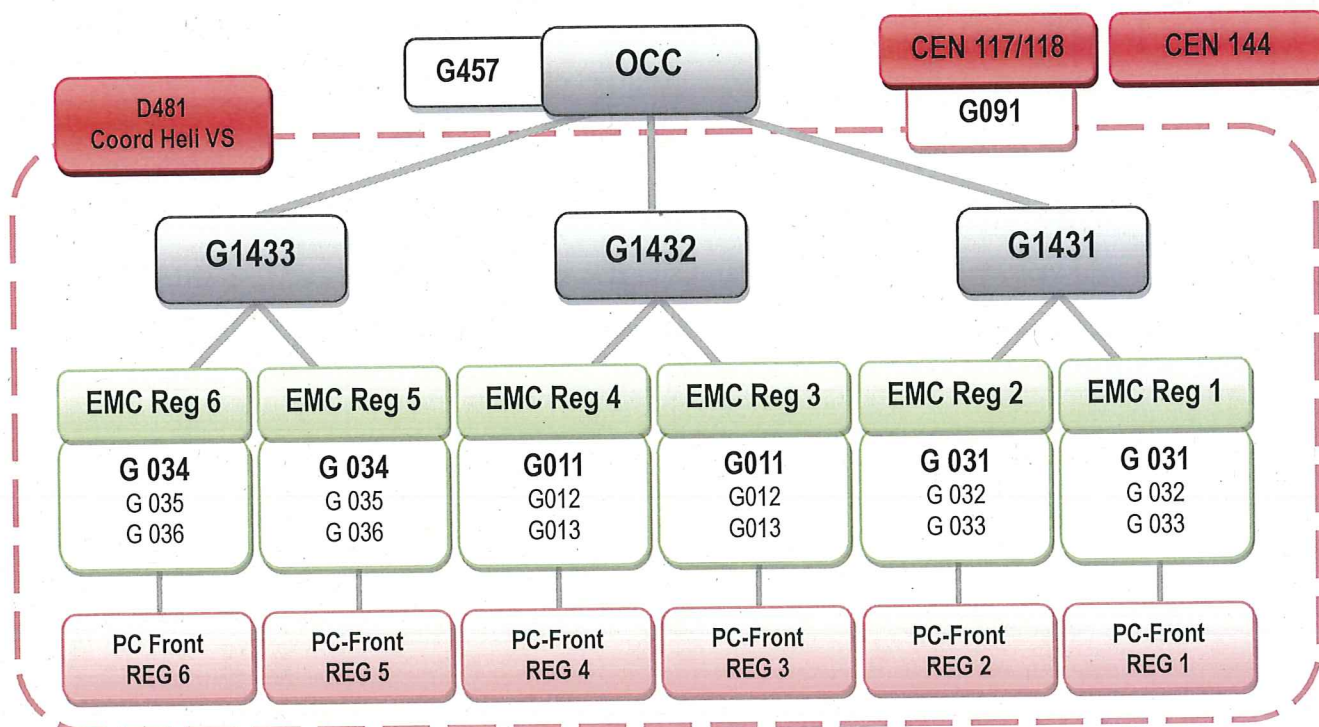 G457
OCC
CEN 117/118
CEN 144
G091
D481
Coord Heli VS
G1433
G1432
G1431
EMC Reg 6
EMC Reg 5
EMC Reg 4
EMC Reg 3
EMC Reg 2
EMC Reg 1
G 034
G 035
G 036
G 034
G 035
G 036
G011
G012
G013
G011
G012
G013
G 031
G 032
G 033
G 031
G 032
G 033
PC Front
REG 6
PC-Front
REG 5
PC-Front
REG 4
PC-Front
REG 3
PC-Front
REG 2
PC-Front
REG 1